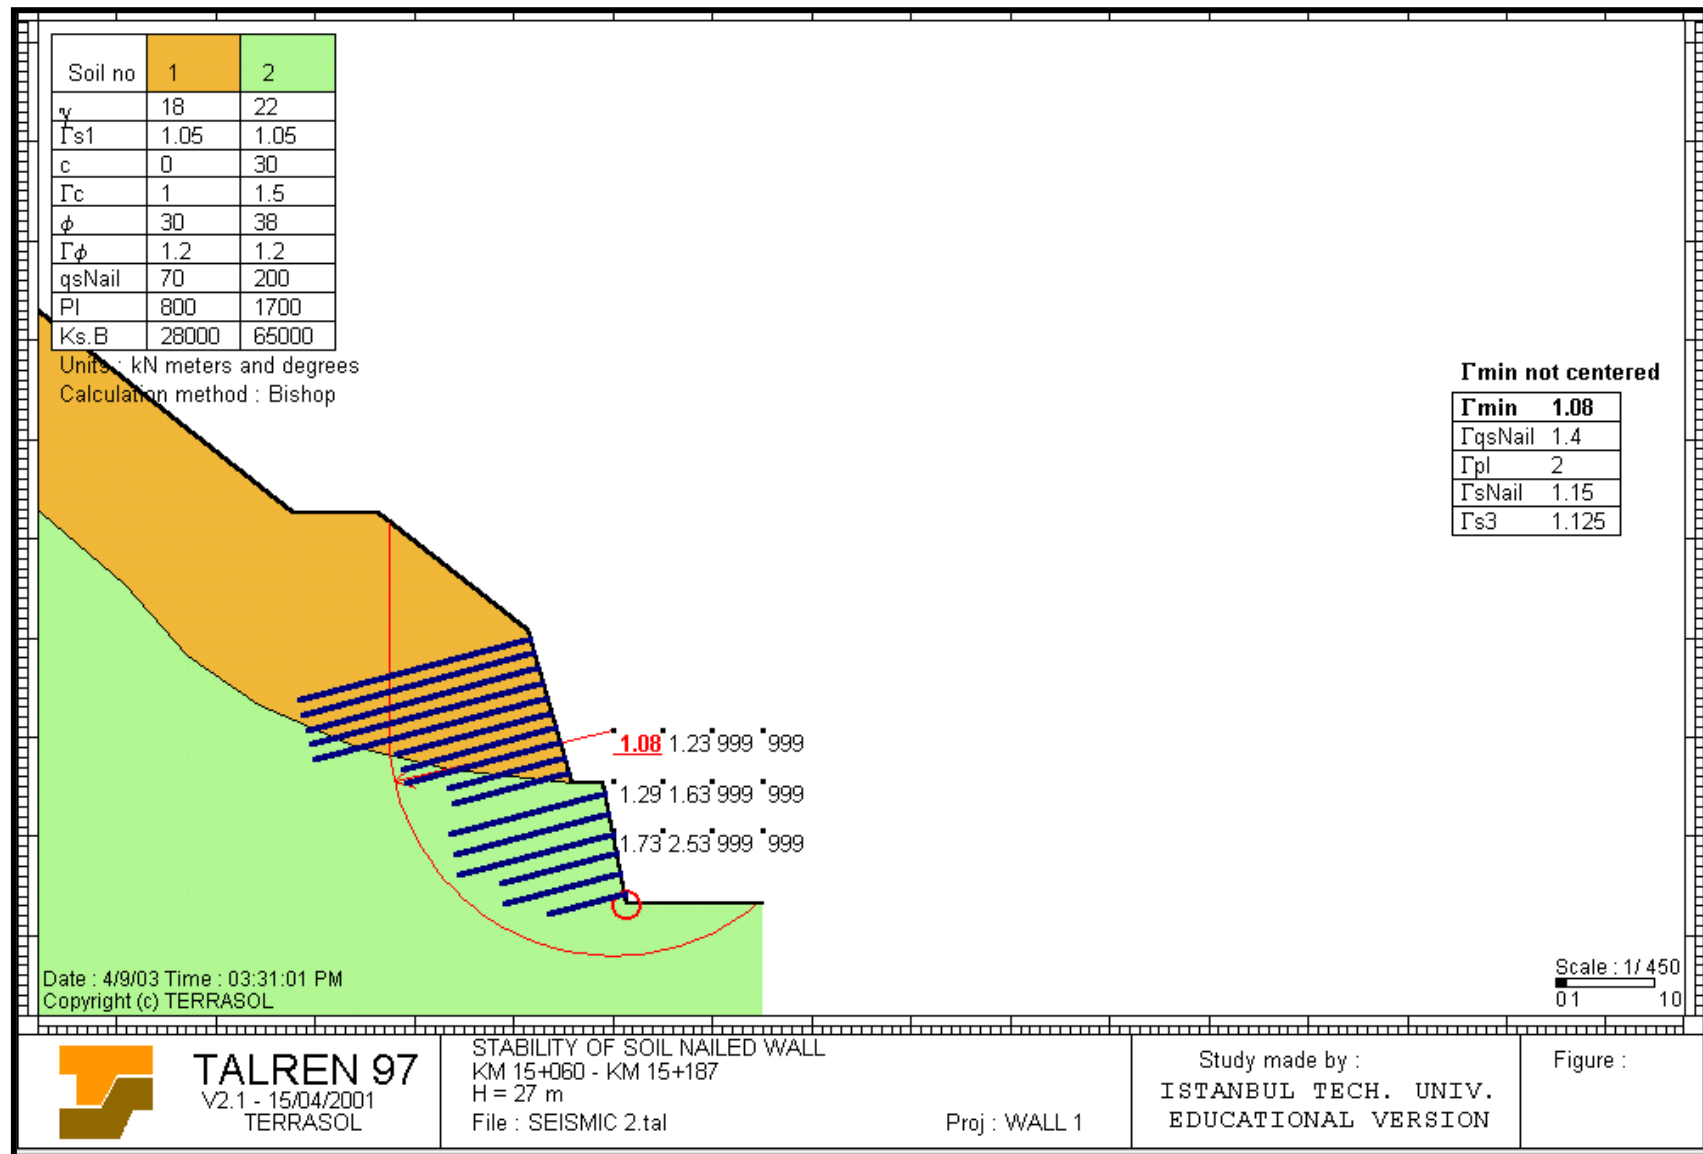 Soil no 1 2
γ 18 22
Γs1 1.05 1.05
c 0 30
Γc 1 1.5
ϕ 30 38
Γϕ 1.2 1.2
qsNail 70 200
Pl 800 1700
Ks.B 28000 65000
Units : kN meters and degrees
Calculation method : Bishop
Γmin not centered
Γmin 1.08
ΓqsNail 1.4
Γpl 2
ΓsNail 1.15
Γs3 1.125
1.08 1.23 999 999
1.29 1.63 999 999
1.73 2.53 999 999
Date : 4/9/03 Time : 03:31:01 PM
Copyright (c) TERRASOL
Scale : 1/ 450
0 1 10
TALREN 97
V2.1 - 15/04/2001
TERRASOL
STABILITY OF SOIL NAILED WALL
KM 15+060 - KM 15+187
H = 27 m
File : SEISMIC 2.tal Proj : WALL 1
Study made by :
ISTANBUL TECH. UNIV.
EDUCATIONAL VERSION
Figure :